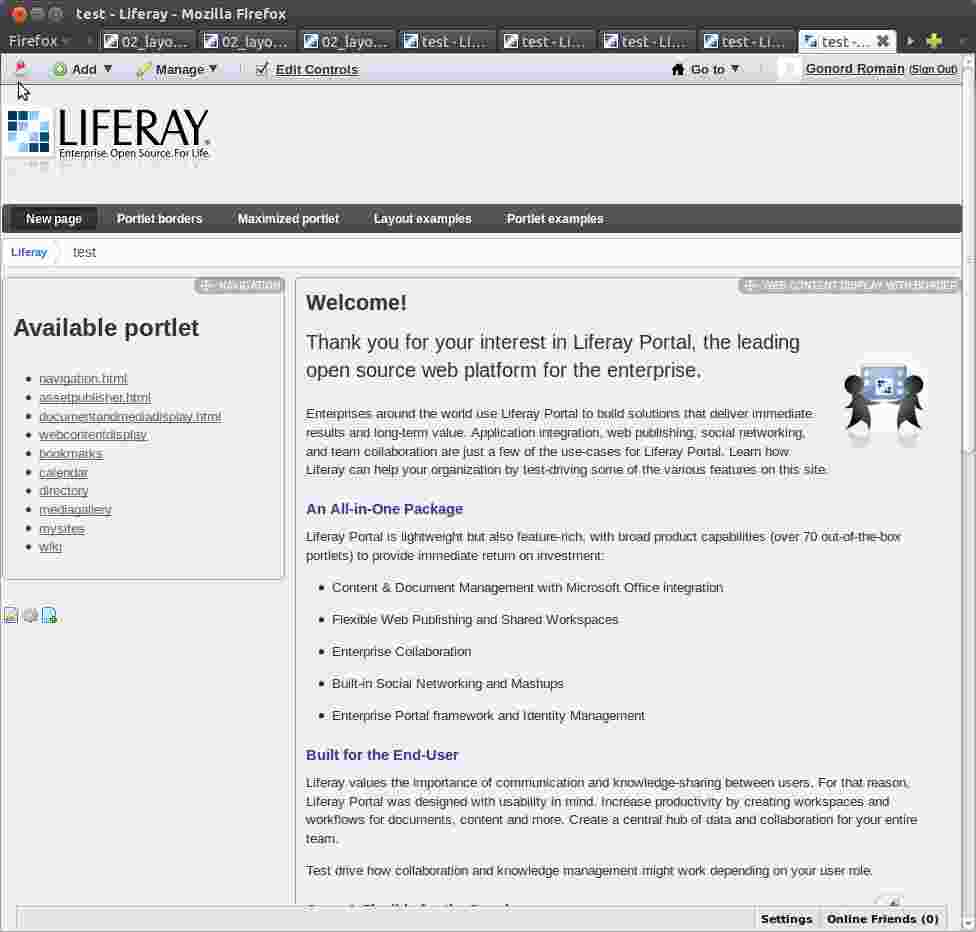 test - Liferay - Mozilla Firefox
Firefox 02_layo... 02_layo... 02_layo... test - Li... test - Li... test - Li... test - Li... test -...
Add Manage Edit Controls Go to Gonord Romain (Sign Out)
LIFERAY.
Enterprise. Open Source. For Life.
New page Portlet borders Maximized portlet Layout examples Portlet examples
Liferay test
NAVIGATION
Available portlet
navigation.html
assetpublisher.html
documentandmediadisplay.html
webcontentdisplay
bookmarks
calendar
directory
mediagallery
mysites
wiki
WEB CONTENT DISPLAY WITH BORDER
Welcome!
Thank you for your interest in Liferay Portal, the leading
open source web platform for the enterprise.
Enterprises around the world use Liferay Portal to build solutions that deliver immediate
results and long-term value. Application integration, web publishing, social networking,
and team collaboration are just a few of the use-cases for Liferay Portal. Learn how
Liferay can help your organization by test-driving some of the various features on this site.
An All-in-One Package
Liferay Portal is lightweight but also feature-rich, with broad product capabilities (over 70 out-of-the-box
portlets) to provide immediate return on investment:
Content & Document Management with Microsoft Office integration
Flexible Web Publishing and Shared Workspaces
Enterprise Collaboration
Built-in Social Networking and Mashups
Enterprise Portal framework and Identity Management
Built for the End-User
Liferay values the importance of communication and knowledge-sharing between users. For that reason,
Liferay Portal was designed with usability in mind. Increase productivity by creating workspaces and
workflows for documents, content and more. Create a central hub of data and collaboration for your entire
team.
Test drive how collaboration and knowledge management might work depending on your user role.
Settings Online Friends (0)